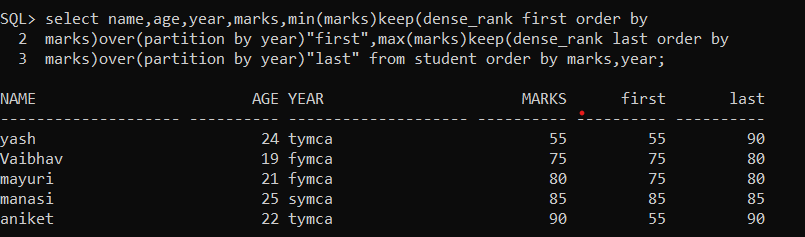 SQL> select name,age,year,marks,min(marks)keep(dense_rank first order by
  2  marks)over(partition by year)"first",max(marks)keep(dense_rank last order by
  3  marks)over(partition by year)"last" from student order by marks,year;
NAME                        AGE YEAR                      MARKS      first       last
-------------------- ---------- -------------------- ---------- ---------- ----------
yash                         24 tymca                        55         55         90
Vaibhav                      19 fymca                        75         75         80
mayuri                       21 fymca                        80         75         80
manasi                       25 symca                        85         85         85
aniket                       22 tymca                        90         55         90